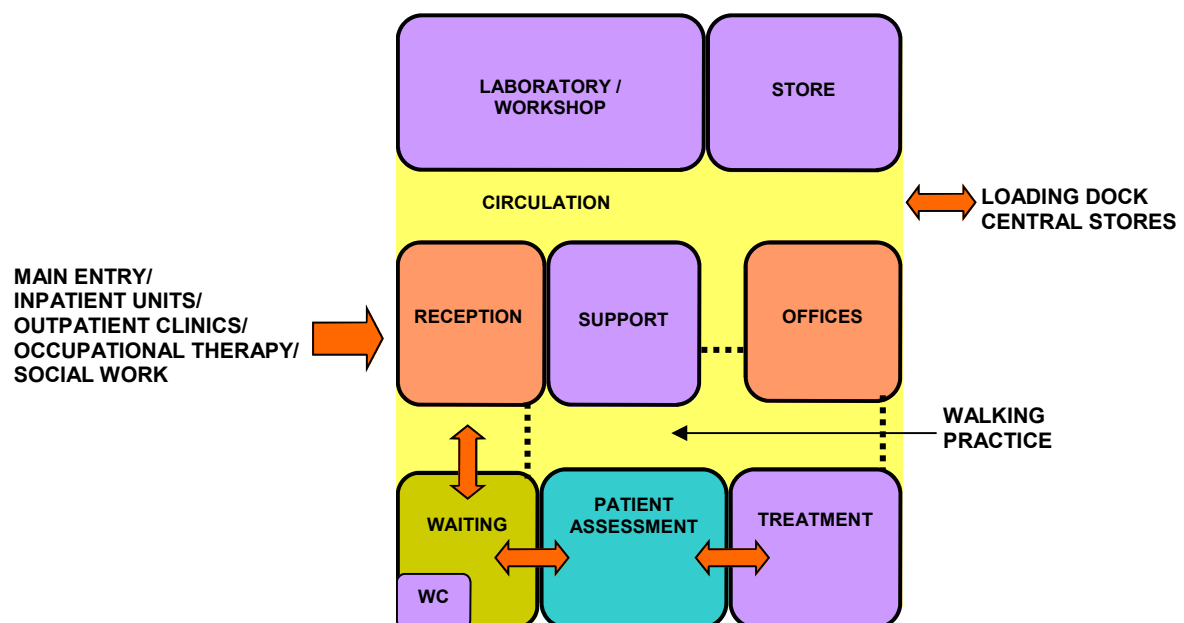 LABORATORY /
WORKSHOP
STORE
CIRCULATION
LOADING DOCK
CENTRAL STORES
MAIN ENTRY/
INPATIENT UNITS/
OUTPATIENT CLINICS/
OCCUPATIONAL THERAPY/
SOCIAL WORK
RECEPTION
SUPPORT
OFFICES
WALKING
PRACTICE
WAITING
PATIENT
ASSESSMENT
TREATMENT
WC